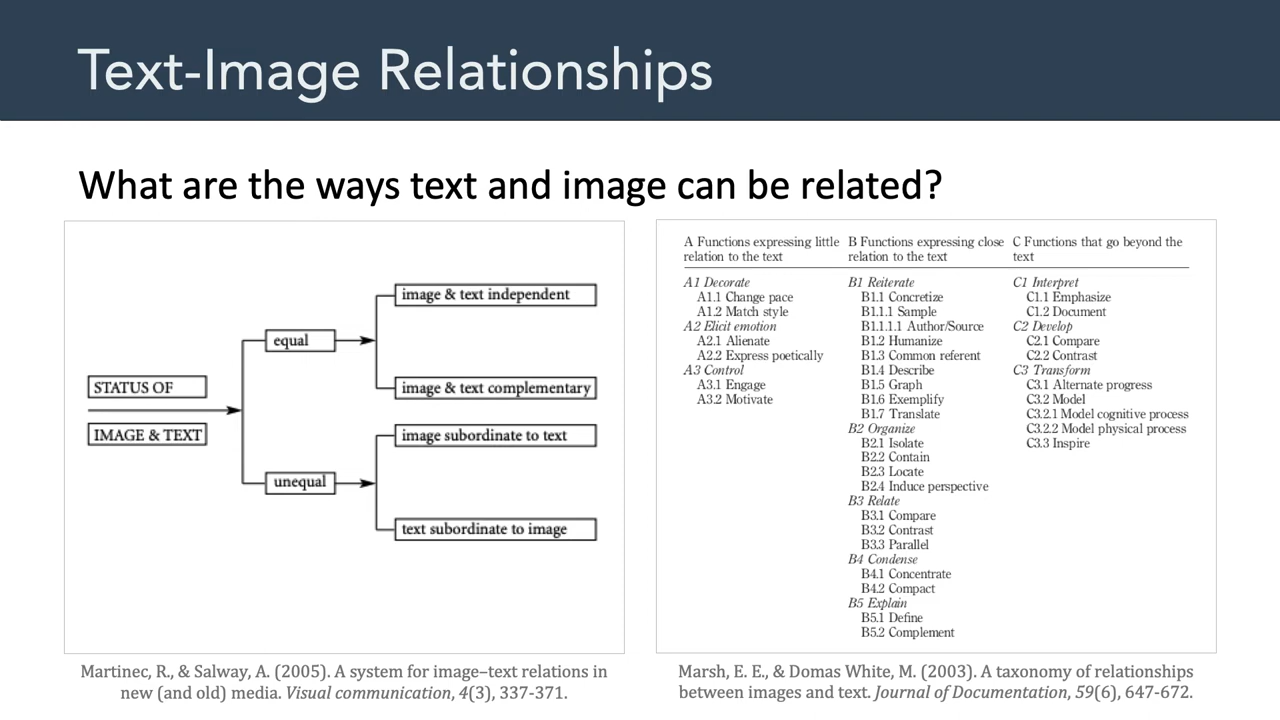 Text-Image Relationships
What are the ways text and image can be related?
STATUS OF
IMAGE & TEXT
equal
unequal
image & text independent
image & text complementary
image subordinate to text
text subordinate to image
Martinec, R., & Salway, A. (2005). A system for image–text relations in
new (and old) media. Visual communication, 4(3), 337-371.
A Functions expressing little
relation to the text
A1 Decorate
A1.1 Change pace
A1.2 Match style
A2 Elicit emotion
A2.1 Alienate
A2.2 Express poetically
A3 Control
A3.1 Engage
A3.2 Motivate
B Functions expressing close
relation to the text
B1 Reiterate
B1.1 Concretize
B1.1.1 Sample
B1.1.1.1 Author/Source
B1.2 Humanize
B1.3 Common referent
B1.4 Describe
B1.5 Graph
B1.6 Exemplify
B1.7 Translate
B2 Organize
B2.1 Isolate
B2.2 Contain
B2.3 Locate
B2.4 Induce perspective
B3 Relate
B3.1 Compare
B3.2 Contrast
B3.3 Parallel
B4 Condense
B4.1 Concentrate
B4.2 Compact
B5 Explain
B5.1 Define
B5.2 Complement
C Functions that go beyond the
text
C1 Interpret
C1.1 Emphasize
C1.2 Document
C2 Develop
C2.1 Compare
C2.2 Contrast
C3 Transform
C3.1 Alternate progress
C3.2 Model
C3.2.1 Model cognitive process
C3.2.2 Model physical process
C3.3 Inspire
Marsh, E. E., & Domas White, M. (2003). A taxonomy of relationships
between images and text. Journal of Documentation, 59(6), 647-672.